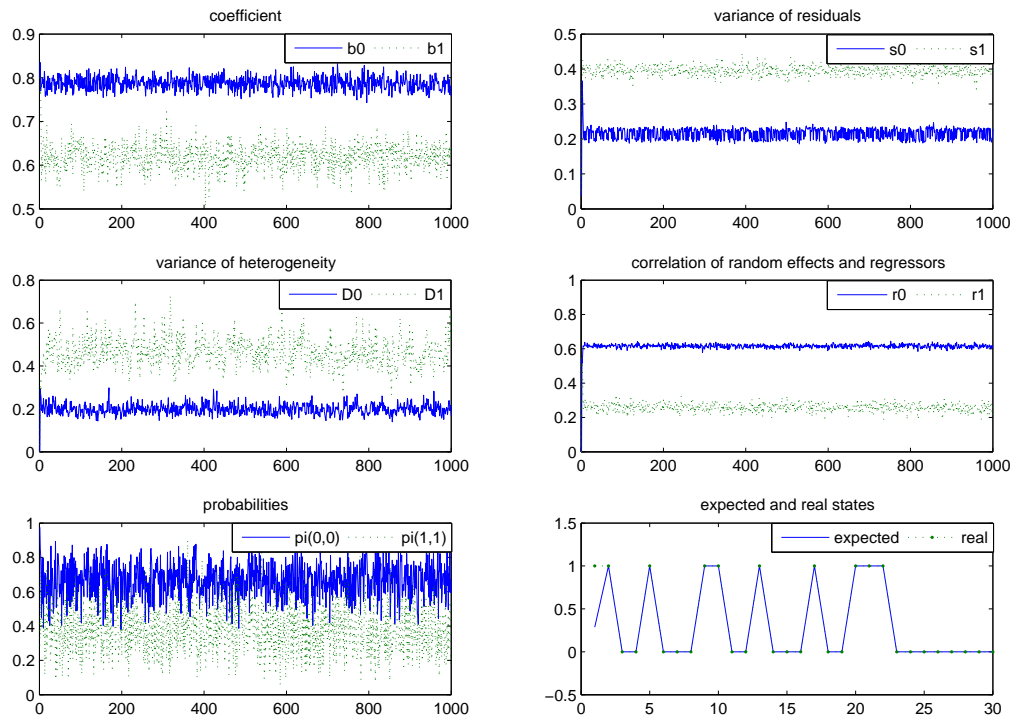 coefficient
0.9
0.8
0.7
0.6
0.5
b0 b1
0 200 400 600 800 1000
variance of residuals
0.5
0.4
0.3
0.2
0.1
0
s0 s1
0 200 400 600 800 1000
variance of heterogeneity
0.8
0.6
0.4
0.2
0
D0 D1
0 200 400 600 800 1000
correlation of random effects and regressors
1
0.8
0.6
0.4
0.2
0
r0 r1
0 200 400 600 800 1000
probabilities
1
0.8
0.6
0.4
0.2
0
pi(0,0) pi(1,1)
0 200 400 600 800 1000
expected and real states
1.5
1
0.5
0
−0.5
expected real
0 5 10 15 20 25 30